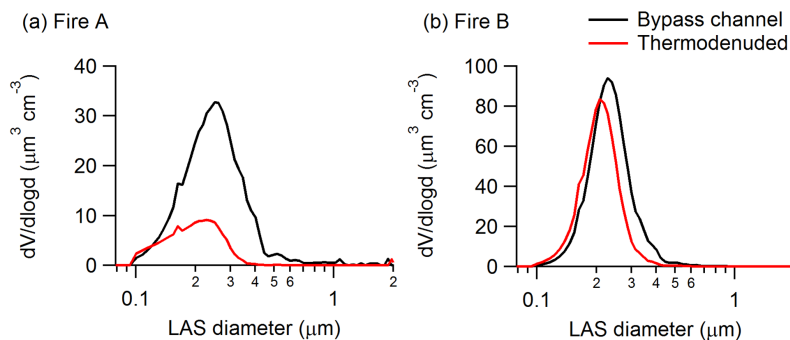 (a) Fire A
(b) Fire B
Bypass channel
Thermodenuded
dV/dlogd (μm³ cm⁻³)
40
30
20
10
0
0.1 2 3 4 5 6 1 2
LAS diameter (μm)
dV/dlogd (μm³ cm⁻³)
100
80
60
40
20
0
0.1 2 3 4 5 6 1
LAS diameter (μm)